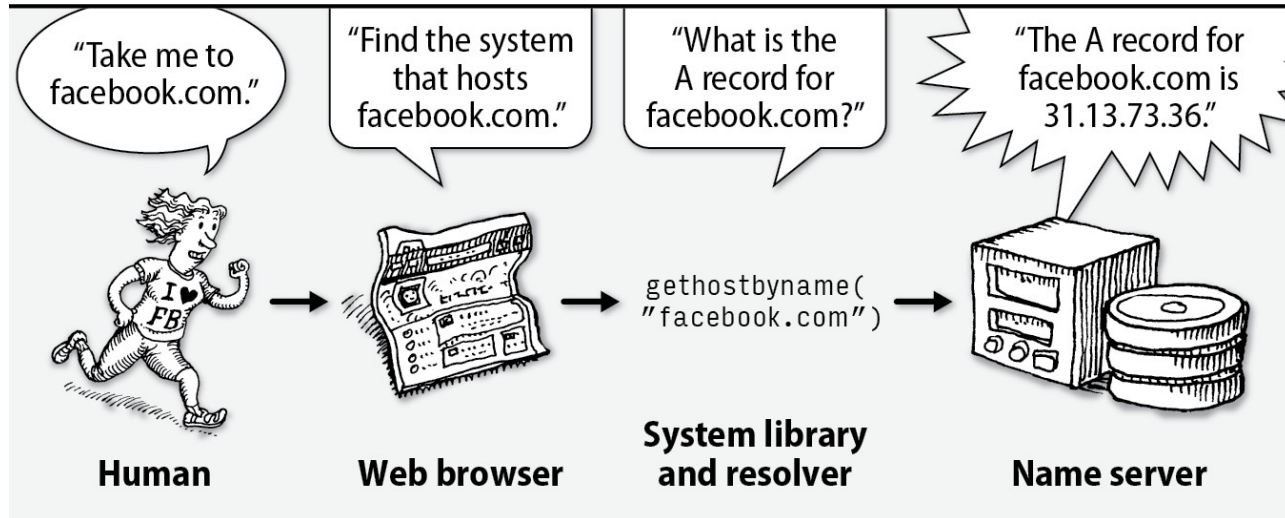 “Take me to
facebook.com.”
“Find the system
that hosts
facebook.com.”
“What is the
A record for
facebook.com?”
“The A record for
facebook.com is
31.13.73.36.”
I ♥
FB
gethostbyname(
"facebook.com")
Human
Web browser
System library
and resolver
Name server